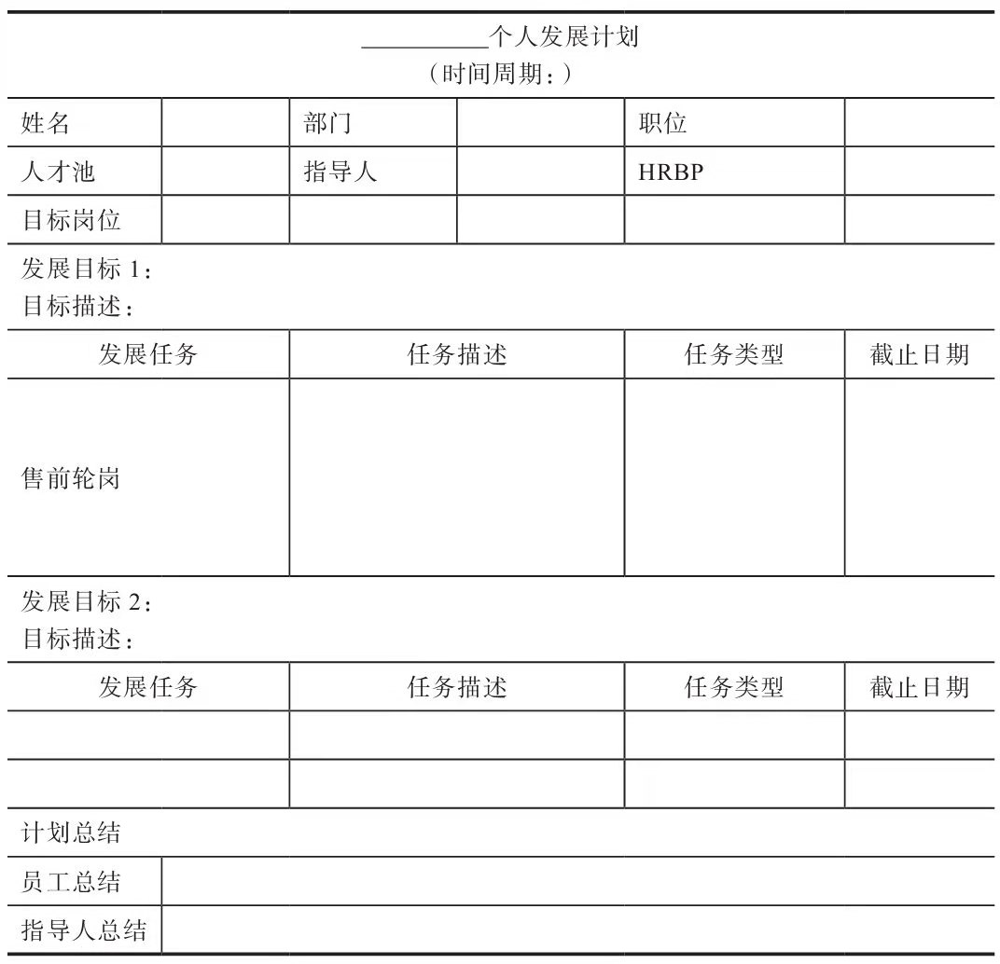 __________个人发展计划
（时间周期：）
姓名 部门 职位
人才池 指导人 HRBP
目标岗位
发展目标 1：
目标描述：
发展任务 任务描述 任务类型 截止日期
售前轮岗
发展目标 2：
目标描述：
发展任务 任务描述 任务类型 截止日期
计划总结
员工总结
指导人总结